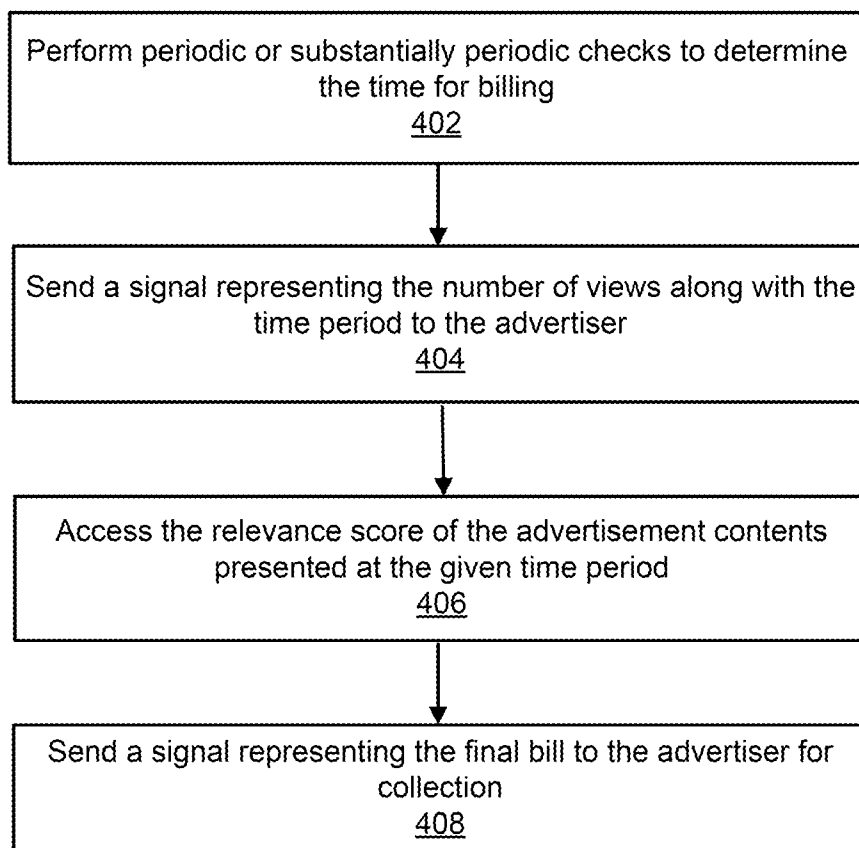 Perform periodic or substantially periodic checks to determine
the time for billing
402
Send a signal representing the number of views along with the
time period to the advertiser
404
Access the relevance score of the advertisement contents
presented at the given time period
406
Send a signal representing the final bill to the advertiser for
collection
408